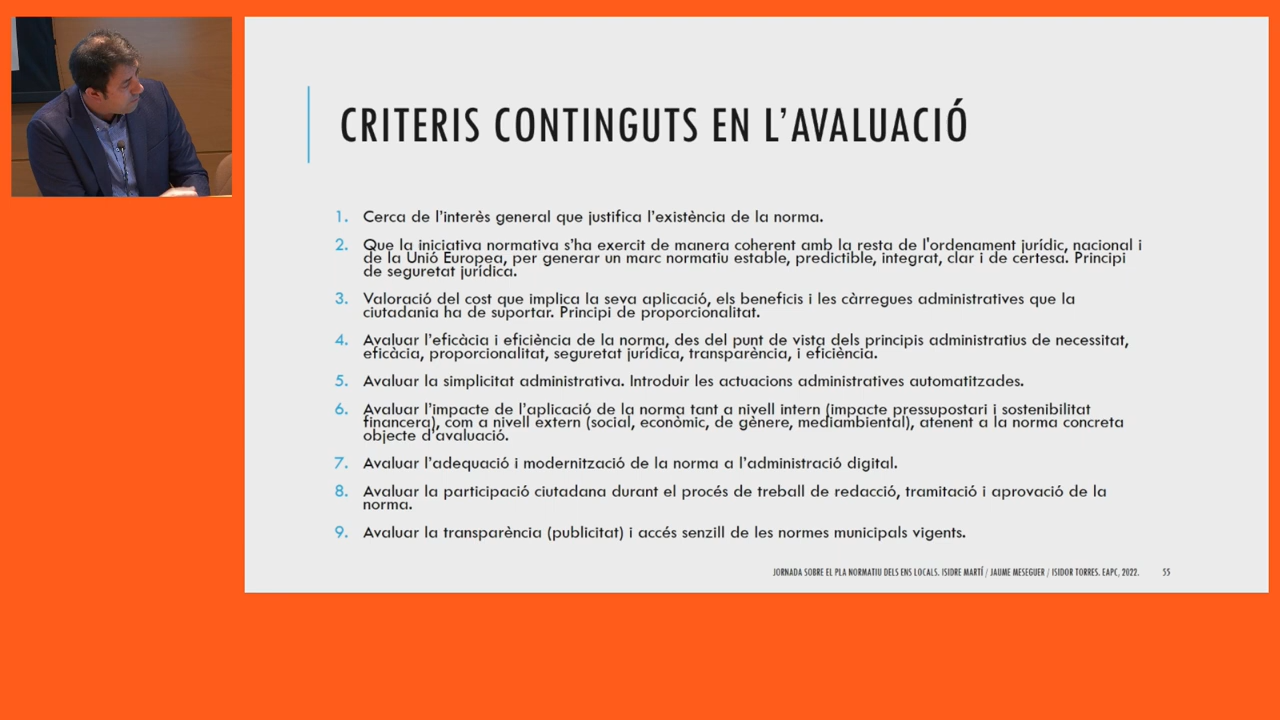 CRITERIS CONTINGUTS EN L'AVALUACIÓ
1. Cerca de l'interès general que justifica l'existència de la norma.
2. Que la iniciativa normativa s'ha exercit de manera coherent amb la resta de l'ordenament jurídic, nacional i
de la Unió Europea, per generar un marc normatiu estable, predictible, integrat, clar i de certesa. Principi
de seguretat jurídica.
3. Valoració del cost que implica la seva aplicació, els beneficis i les càrregues administratives que la
ciutadania ha de suportar. Principi de proporcionalitat.
4. Avaluar l'eficàcia i eficiència de la norma, des del punt de vista dels principis administratius de necessitat,
eficàcia, proporcionalitat, seguretat jurídica, transparència, i eficiència.
5. Avaluar la simplicitat administrativa. Introduir les actuacions administratives automatitzades.
6. Avaluar l'impacte de l'aplicació de la norma tant a nivell intern (impacte pressupostari i sostenibilitat
financera), com a nivell extern (social, econòmic, de gènere, mediambiental), atenent a la norma concreta
objecte d'avaluació.
7. Avaluar l'adequació i modernització de la norma a l'administració digital.
8. Avaluar la participació ciutadana durant el procés de treball de redacció, tramitació i aprovació de la
norma.
9. Avaluar la transparència (publicitat) i accés senzill de les normes municipals vigents.
JORNADA SOBRE EL PLA NORMATIU DELS ENS LOCALS. ISIDRE MARTÍ / JAUME MESEGUER / ISIDOR TORRES. EAPC, 2022. 55